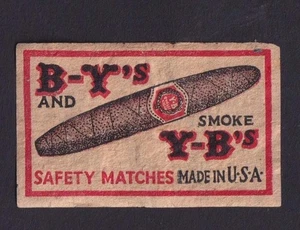 B-Y's
AND
SMOKE
Y-B's
SAFETY MATCHES MADE IN U·S·A·